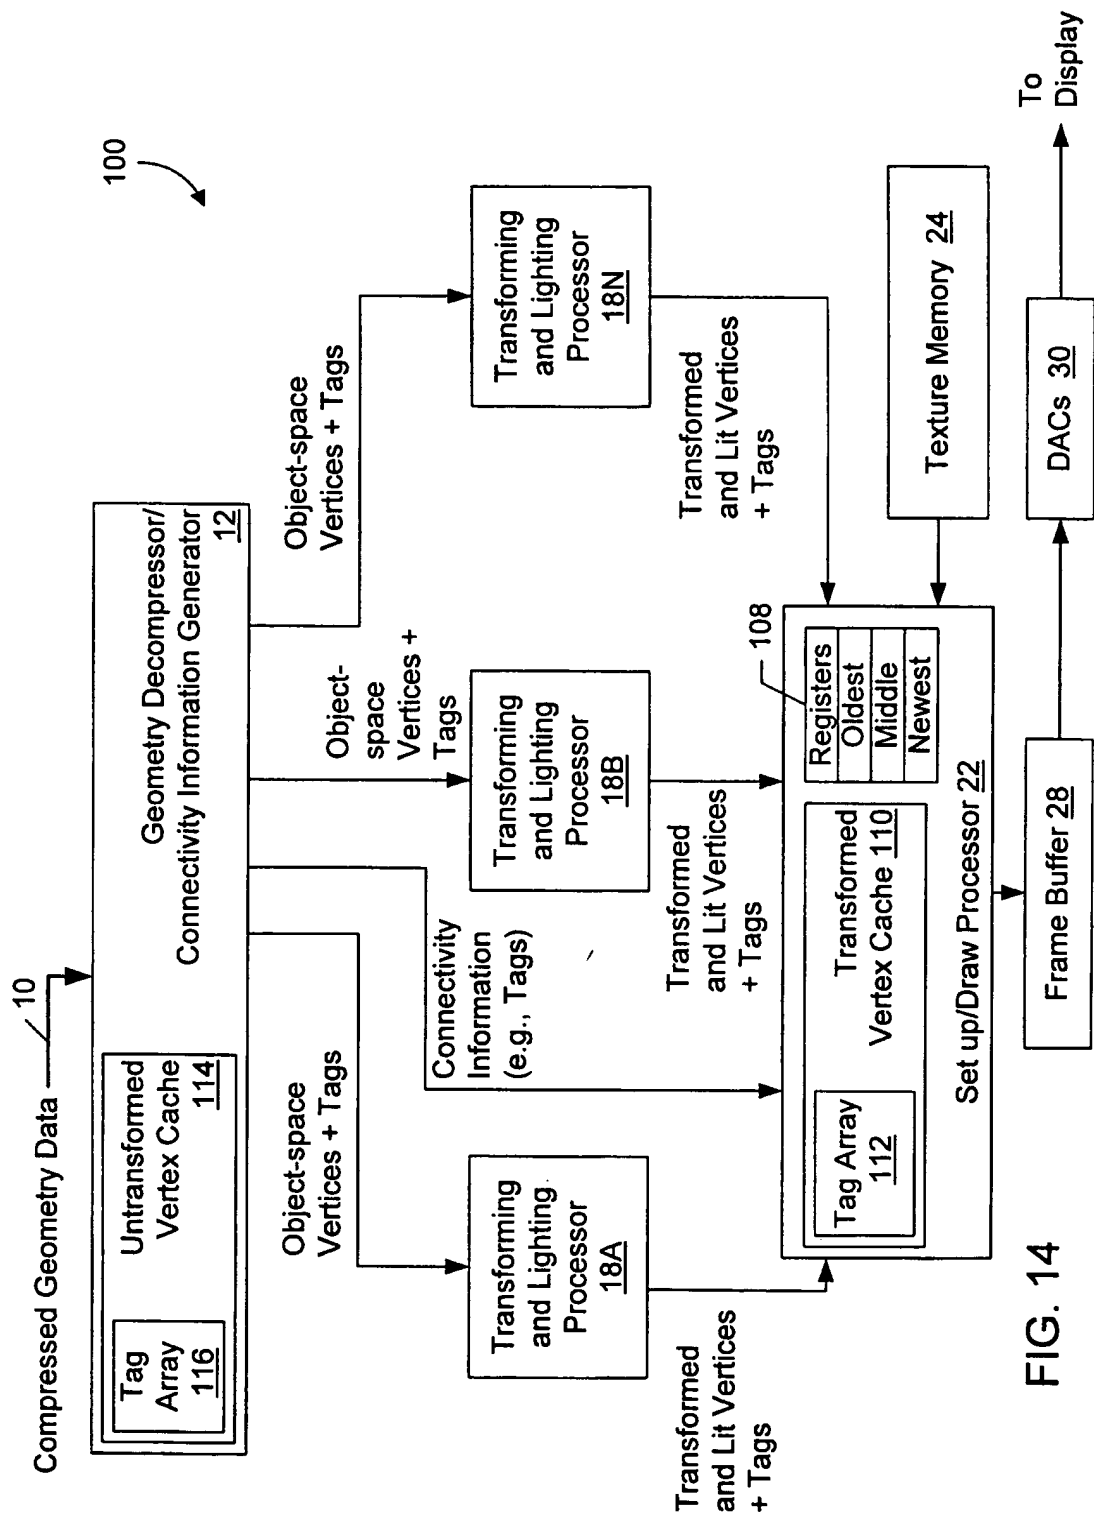 100
Compressed Geometry Data
10
Tag
Array
116
Untransformed
Vertex Cache
114
Geometry Decompressor/
Connectivity Information Generator
12
Object-space
Vertices + Tags
Connectivity
Information
(e.g., Tags)
Object-
space
Vertices +
Tags
Object-space
Vertices + Tags
Transforming
and Lighting
Processor
18A
Transforming
and Lighting
Processor
18B
Transforming
and Lighting
Processor
18N
Transformed
and Lit Vertices
+ Tags
Transformed
and Lit Vertices
+ Tags
Transformed
and Lit Vertices
+ Tags
108
Tag Array
112
Transformed
Vertex Cache 110
Registers
Oldest
Middle
Newest
Set up/Draw Processor 22
Texture Memory 24
Frame Buffer 28
DACs 30
To
Display
FIG. 14